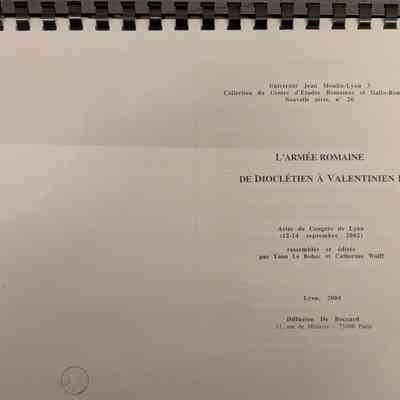 Université Jean Moulin-Lyon 3
Collection du Centre d'Études Romaines et Gallo-Rom
Nouvelle série, n° 26
L'ARMÉE ROMAINE
DE DIOCLÉTIEN À VALENTINIEN I
Actes du Congrès de Lyon
(12-14 septembre 2002)
rassemblés et édités
par Yann Le Bohec et Catherine Wolff
Lyon, 2004
Diffusion De Boccard
11, rue de Médicis - 75006 Paris